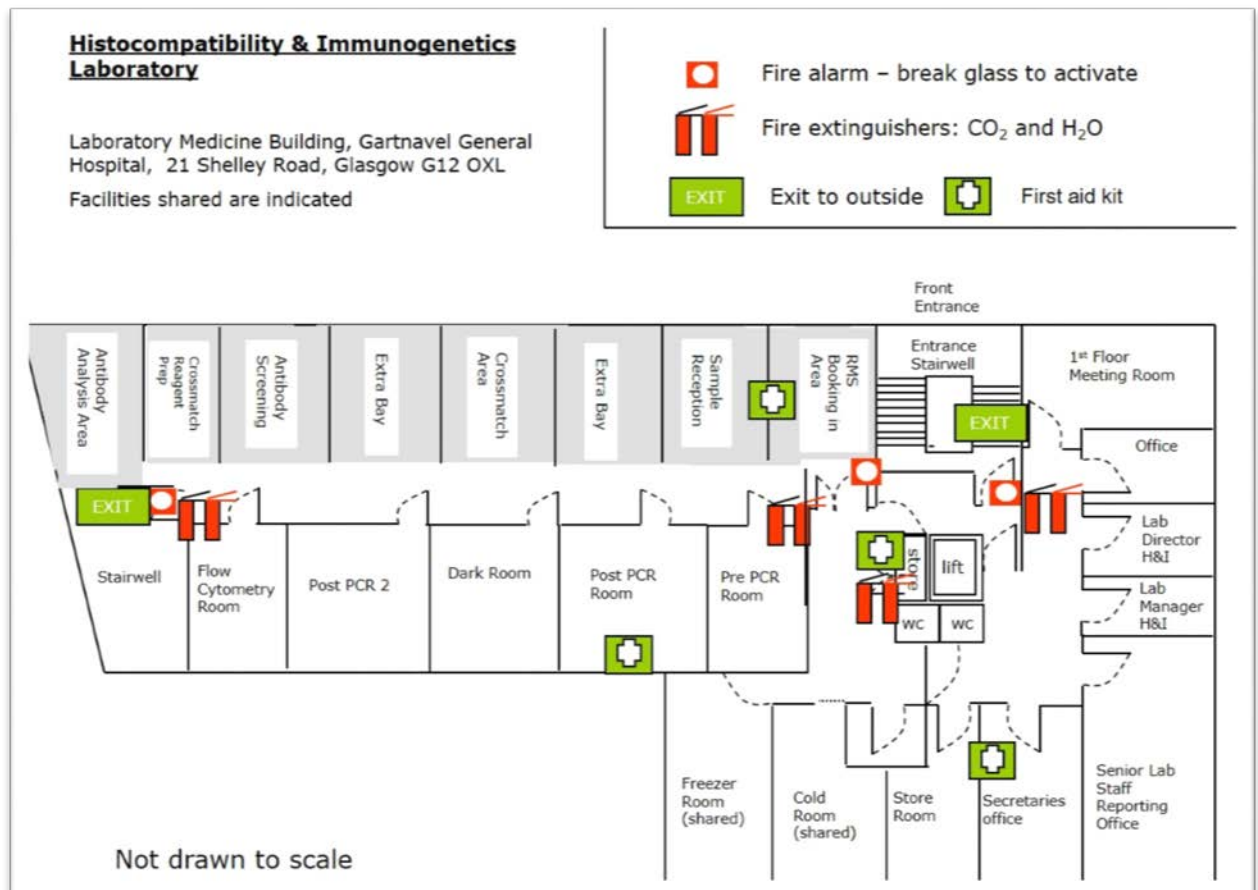 Histocompatibility & Immunogenetics
Laboratory
Laboratory Medicine Building, Gartnavel General
Hospital, 21 Shelley Road, Glasgow G12 OXL
Facilities shared are indicated
Fire alarm – break glass to activate
Fire extinguishers: CO₂ and H₂O
EXIT
Exit to outside
First aid kit
Front
Entrance
Antibody
Analysis Area
Crossmatch
Reagent
Prep
Antibody
Screening
Extra Bay
Crossmatch
Area
Extra Bay
Sample
Reception
RMS
Booking in
Area
Entrance
Stairwell
EXIT
1st Floor
Meeting Room
Office
EXIT
Stairwell
Flow
Cytometry
Room
Post PCR 2
Dark Room
Post PCR
Room
Pre PCR
Room
store
lift
wc
wc
Lab
Director
H&I
Lab
Manager
H&I
Freezer
Room
(shared)
Cold
Room
(shared)
Store
Room
Secretaries
office
Senior Lab
Staff
Reporting
Office
Not drawn to scale